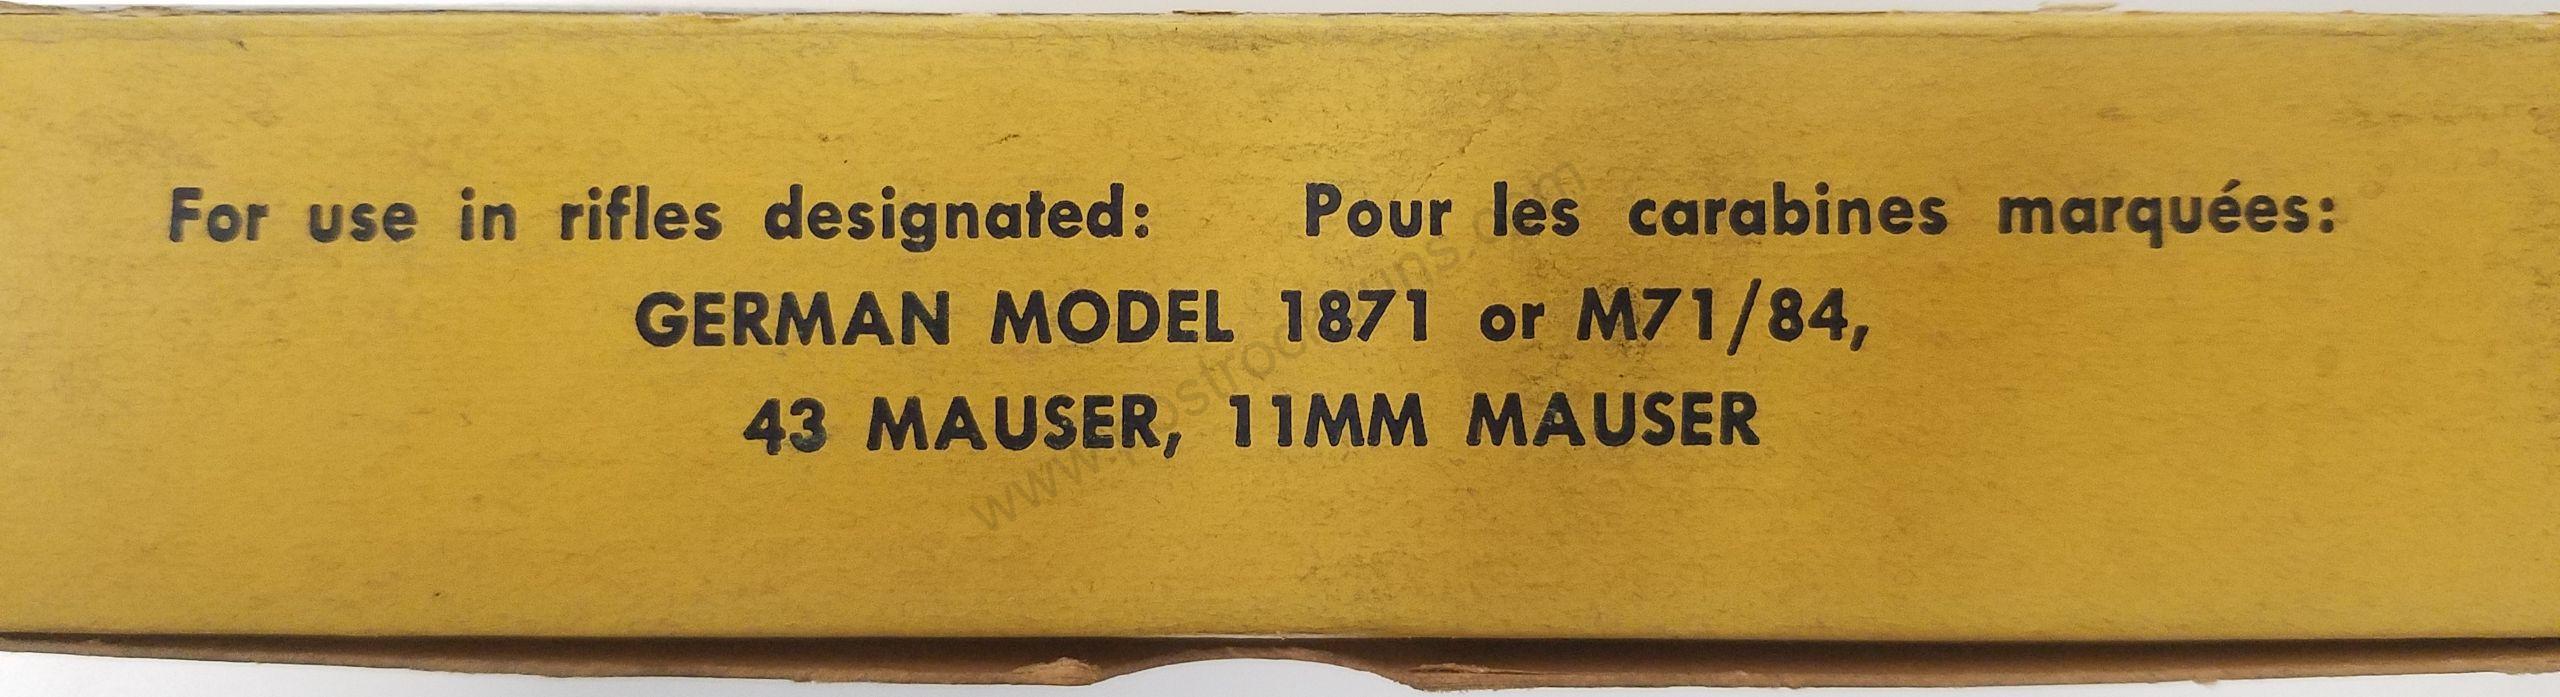 For use in rifles designated: Pour les carabines marquées:
GERMAN MODEL 1871 or M71/84,
43 MAUSER, 11MM MAUSER